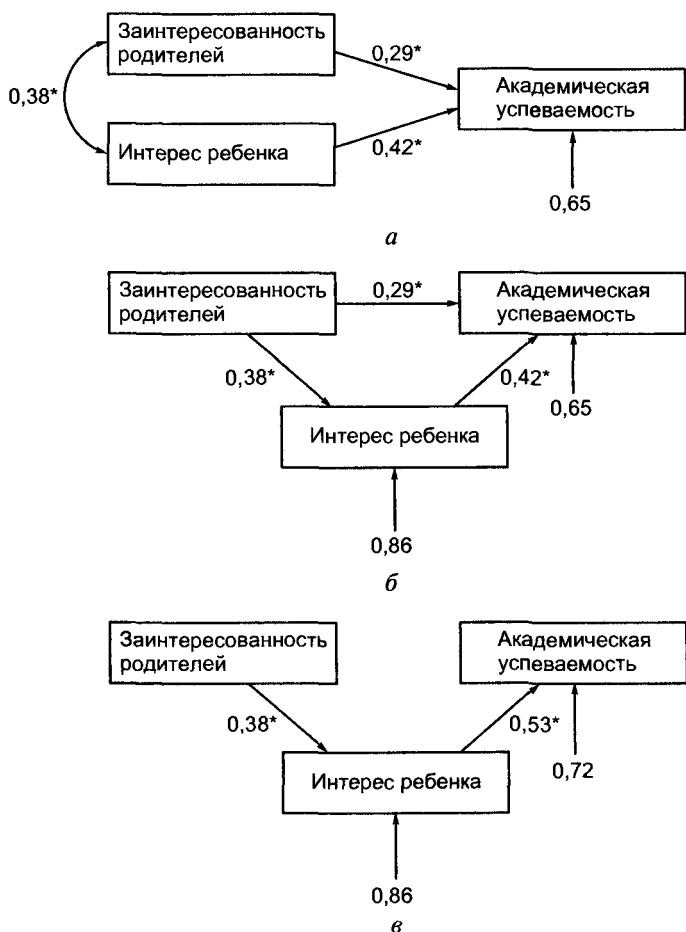 Заинтересованность
родителей
0,29*
Академическая
успеваемость
0,38*
Интерес ребенка
0,42*
0,65
а
Заинтересованность
родителей
0,29*
Академическая
успеваемость
0,38*
0,42*
0,65
Интерес ребенка
0,86
б
Заинтересованность
родителей
Академическая
успеваемость
0,38*
0,53*
0,72
Интерес ребенка
0,86
в